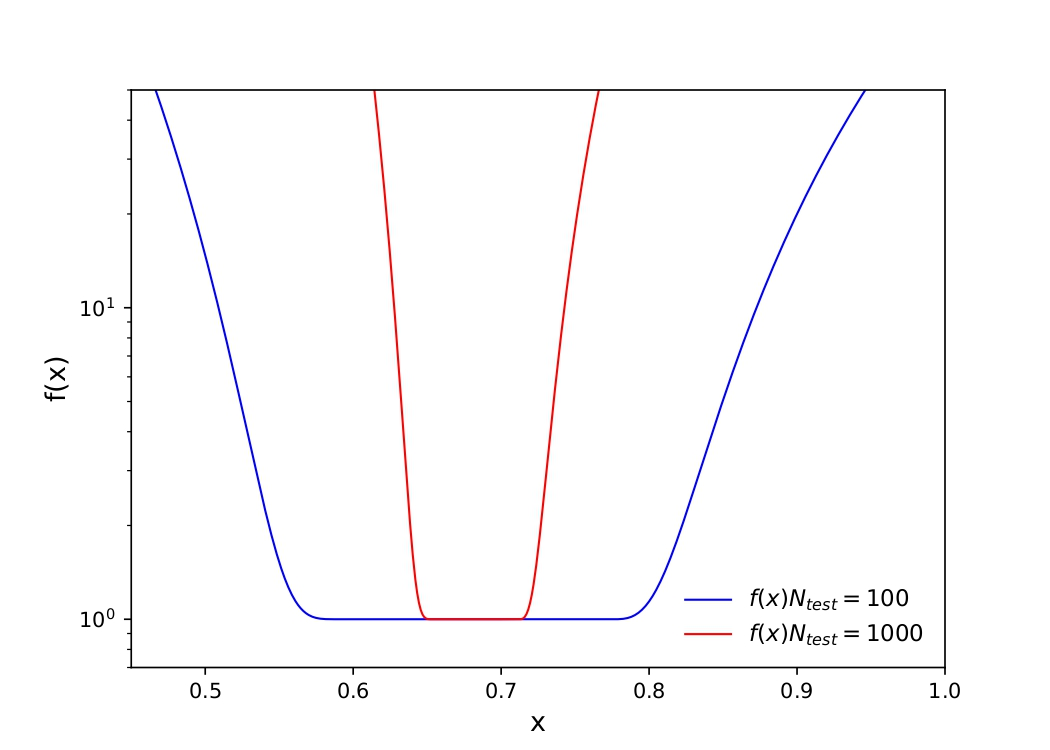 f(x)
10¹
10⁰
0.5 0.6 0.7 0.8 0.9 1.0
x
f(x)N_test = 100
f(x)N_test = 1000